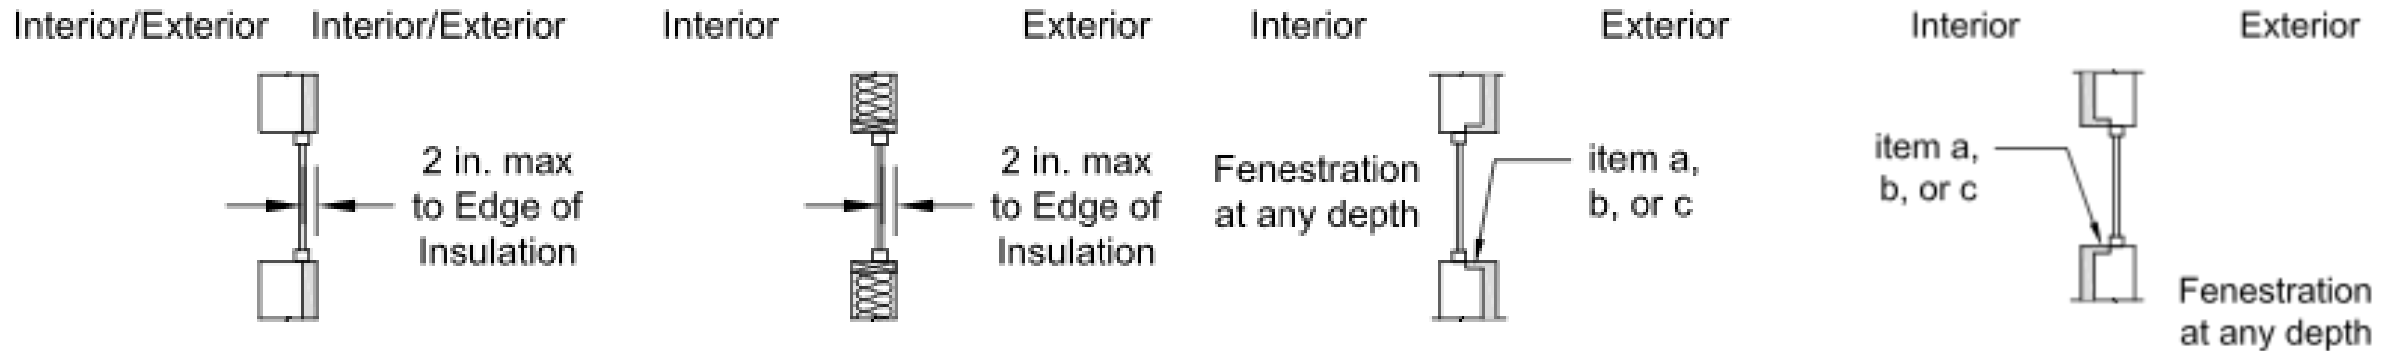 Interior/Exterior Interior/Exterior
2 in. max
to Edge of
Insulation
Interior Exterior
2 in. max
to Edge of
Insulation
Interior Exterior
Fenestration
at any depth
item a,
b, or c
Interior Exterior
item a,
b, or c
Fenestration
at any depth